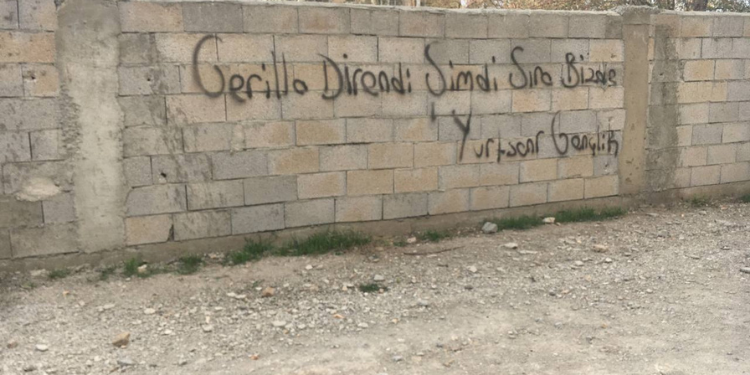 Gerilla Direndi Şimdi Sıra Bizde
Yurtsever Gençlik